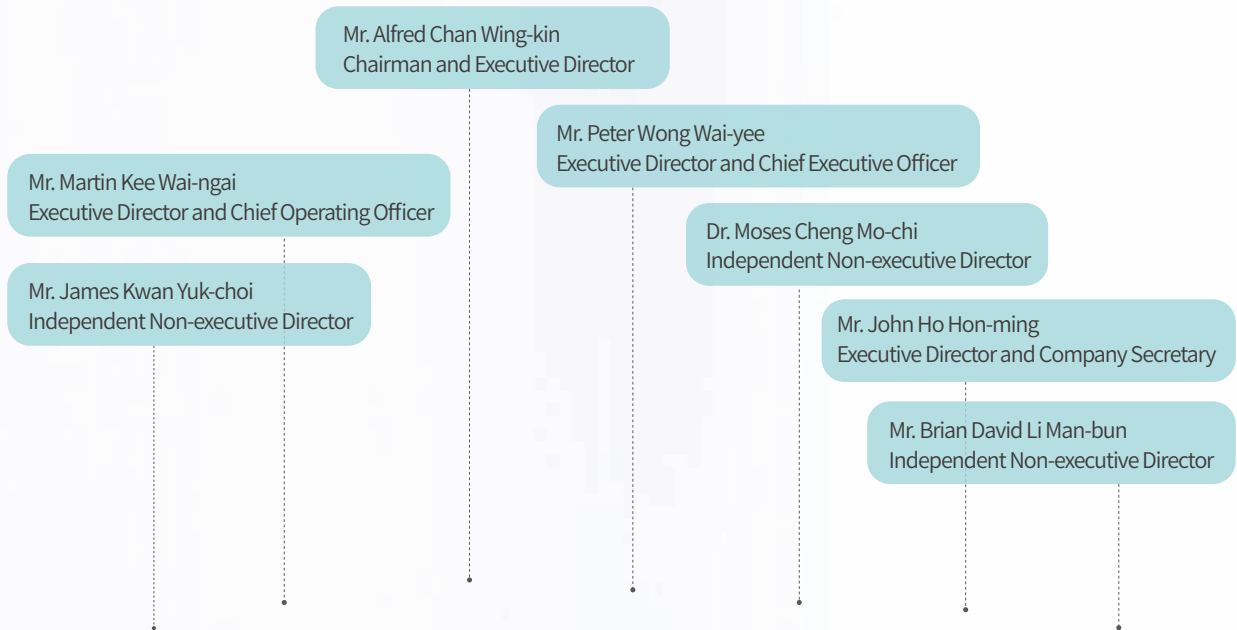 Mr. Alfred Chan Wing-kin
Chairman and Executive Director
Mr. Peter Wong Wai-yee
Executive Director and Chief Executive Officer
Mr. Martin Kee Wai-ngai
Executive Director and Chief Operating Officer
Dr. Moses Cheng Mo-chi
Independent Non-executive Director
Mr. James Kwan Yuk-choi
Independent Non-executive Director
Mr. John Ho Hon-ming
Executive Director and Company Secretary
Mr. Brian David Li Man-bun
Independent Non-executive Director